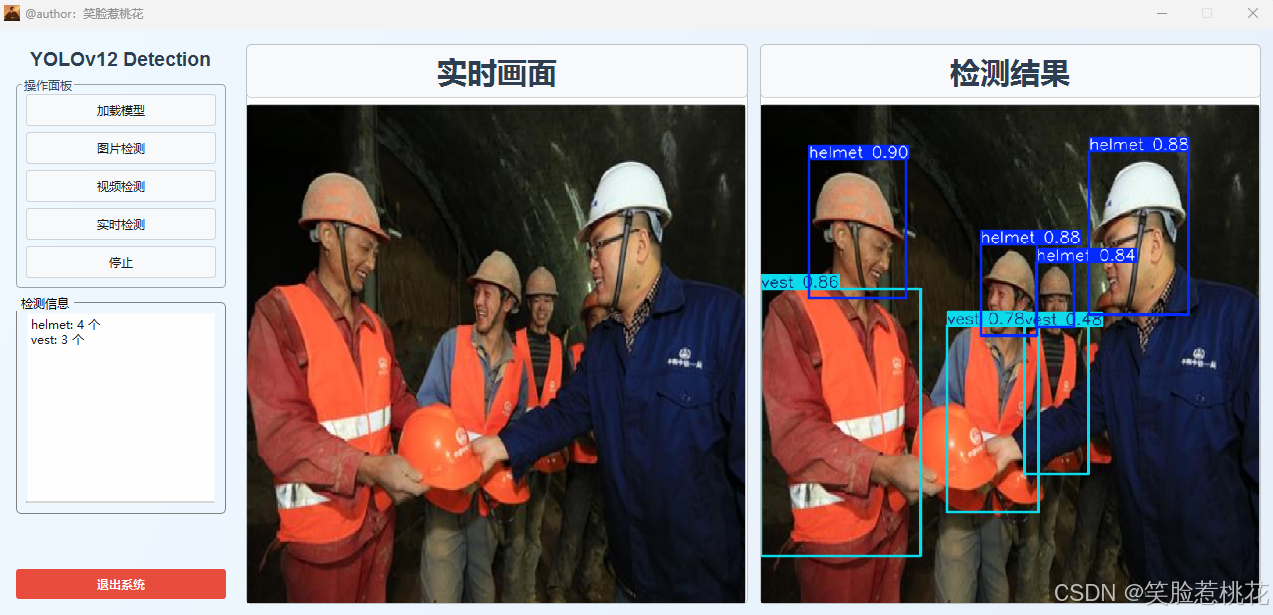 @author: 笑脸惹桃花
YOLOv12 Detection
操作面板
加载模型
图片检测
视频检测
实时检测
停止
检测信息
helmet: 4 个
vest: 3 个
退出系统
实时画面
检测结果
helmet 0.90
helmet 0.88
helmet 0.88
helmet 0.84
vest 0.86
vest 0.78
vest 0.48
CSDN @笑脸惹桃花